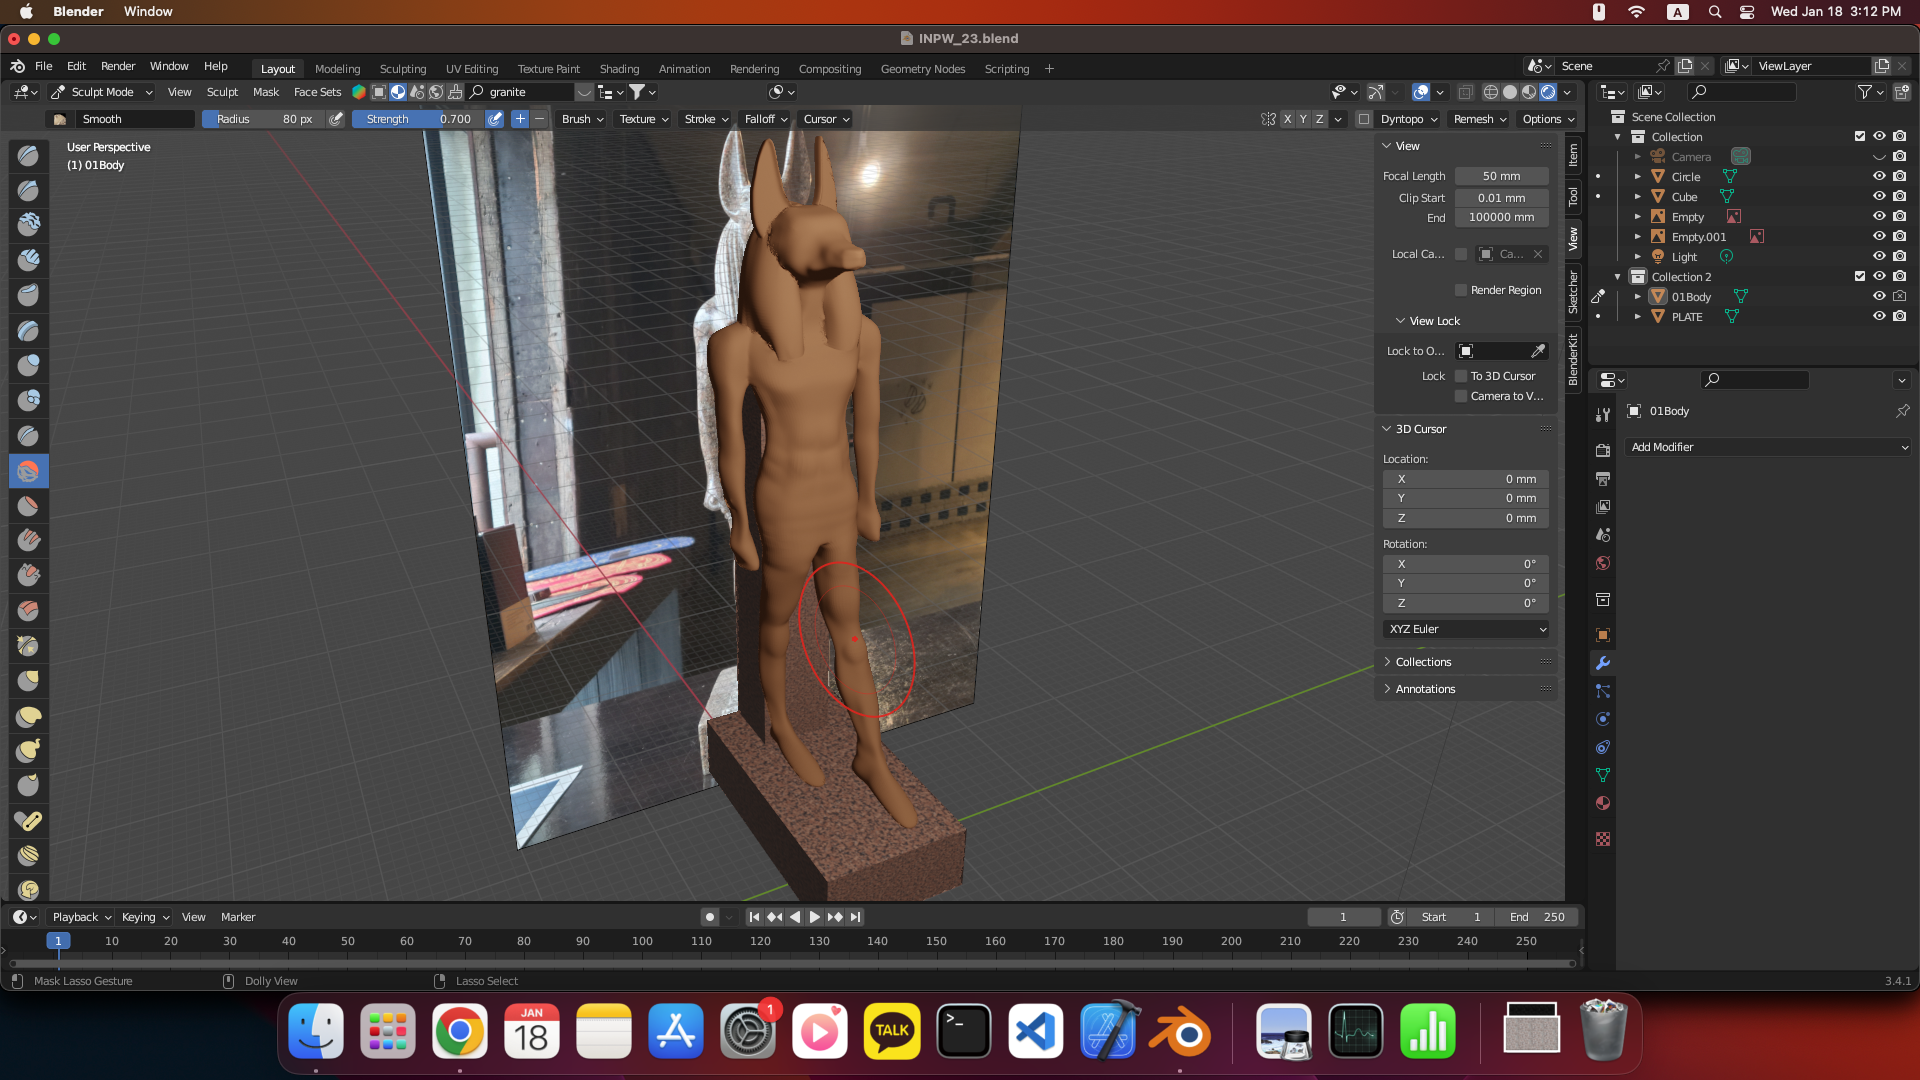 Blender Window
A Wed Jan 18 3:12 PM
INPW_23.blend
File Edit Render Window Help
Layout Modeling Sculpting UV Editing Texture Paint Shading Animation Rendering Compositing Geometry Nodes Scripting +
Scene
ViewLayer
Sculpt Mode View Sculpt Mask Face Sets granite
Smooth Radius 80 px Strength 0.700 Brush Texture Stroke Falloff Cursor
X Y Z Dyntopo Remesh Options
User Perspective
(1) 01Body
View
Focal Length 50 mm
Clip Start 0.01 mm
End 100000 mm
Local Ca... Ca...
Render Region
View Lock
Lock to O...
Lock To 3D Cursor
Camera to V...
3D Cursor
Location:
X 0 mm
Y 0 mm
Z 0 mm
Rotation:
X 0°
Y 0°
Z 0°
XYZ Euler
Collections
Annotations
Item
Tool
View
Sketcher
BlenderKit
Scene Collection
Collection
Camera
Circle
Cube
Empty
Empty.001
Light
Collection 2
01Body
PLATE
01Body
Add Modifier
Playback Keying View Marker
1 Start 1 End 250
1 10 20 30 40 50 60 70 80 90 100 110 120 130 140 150 160 170 180 190 200 210 220 230 240 250
Mask Lasso Gesture Dolly View Lasso Select 3.4.1
JAN
18
1
TALK
>_